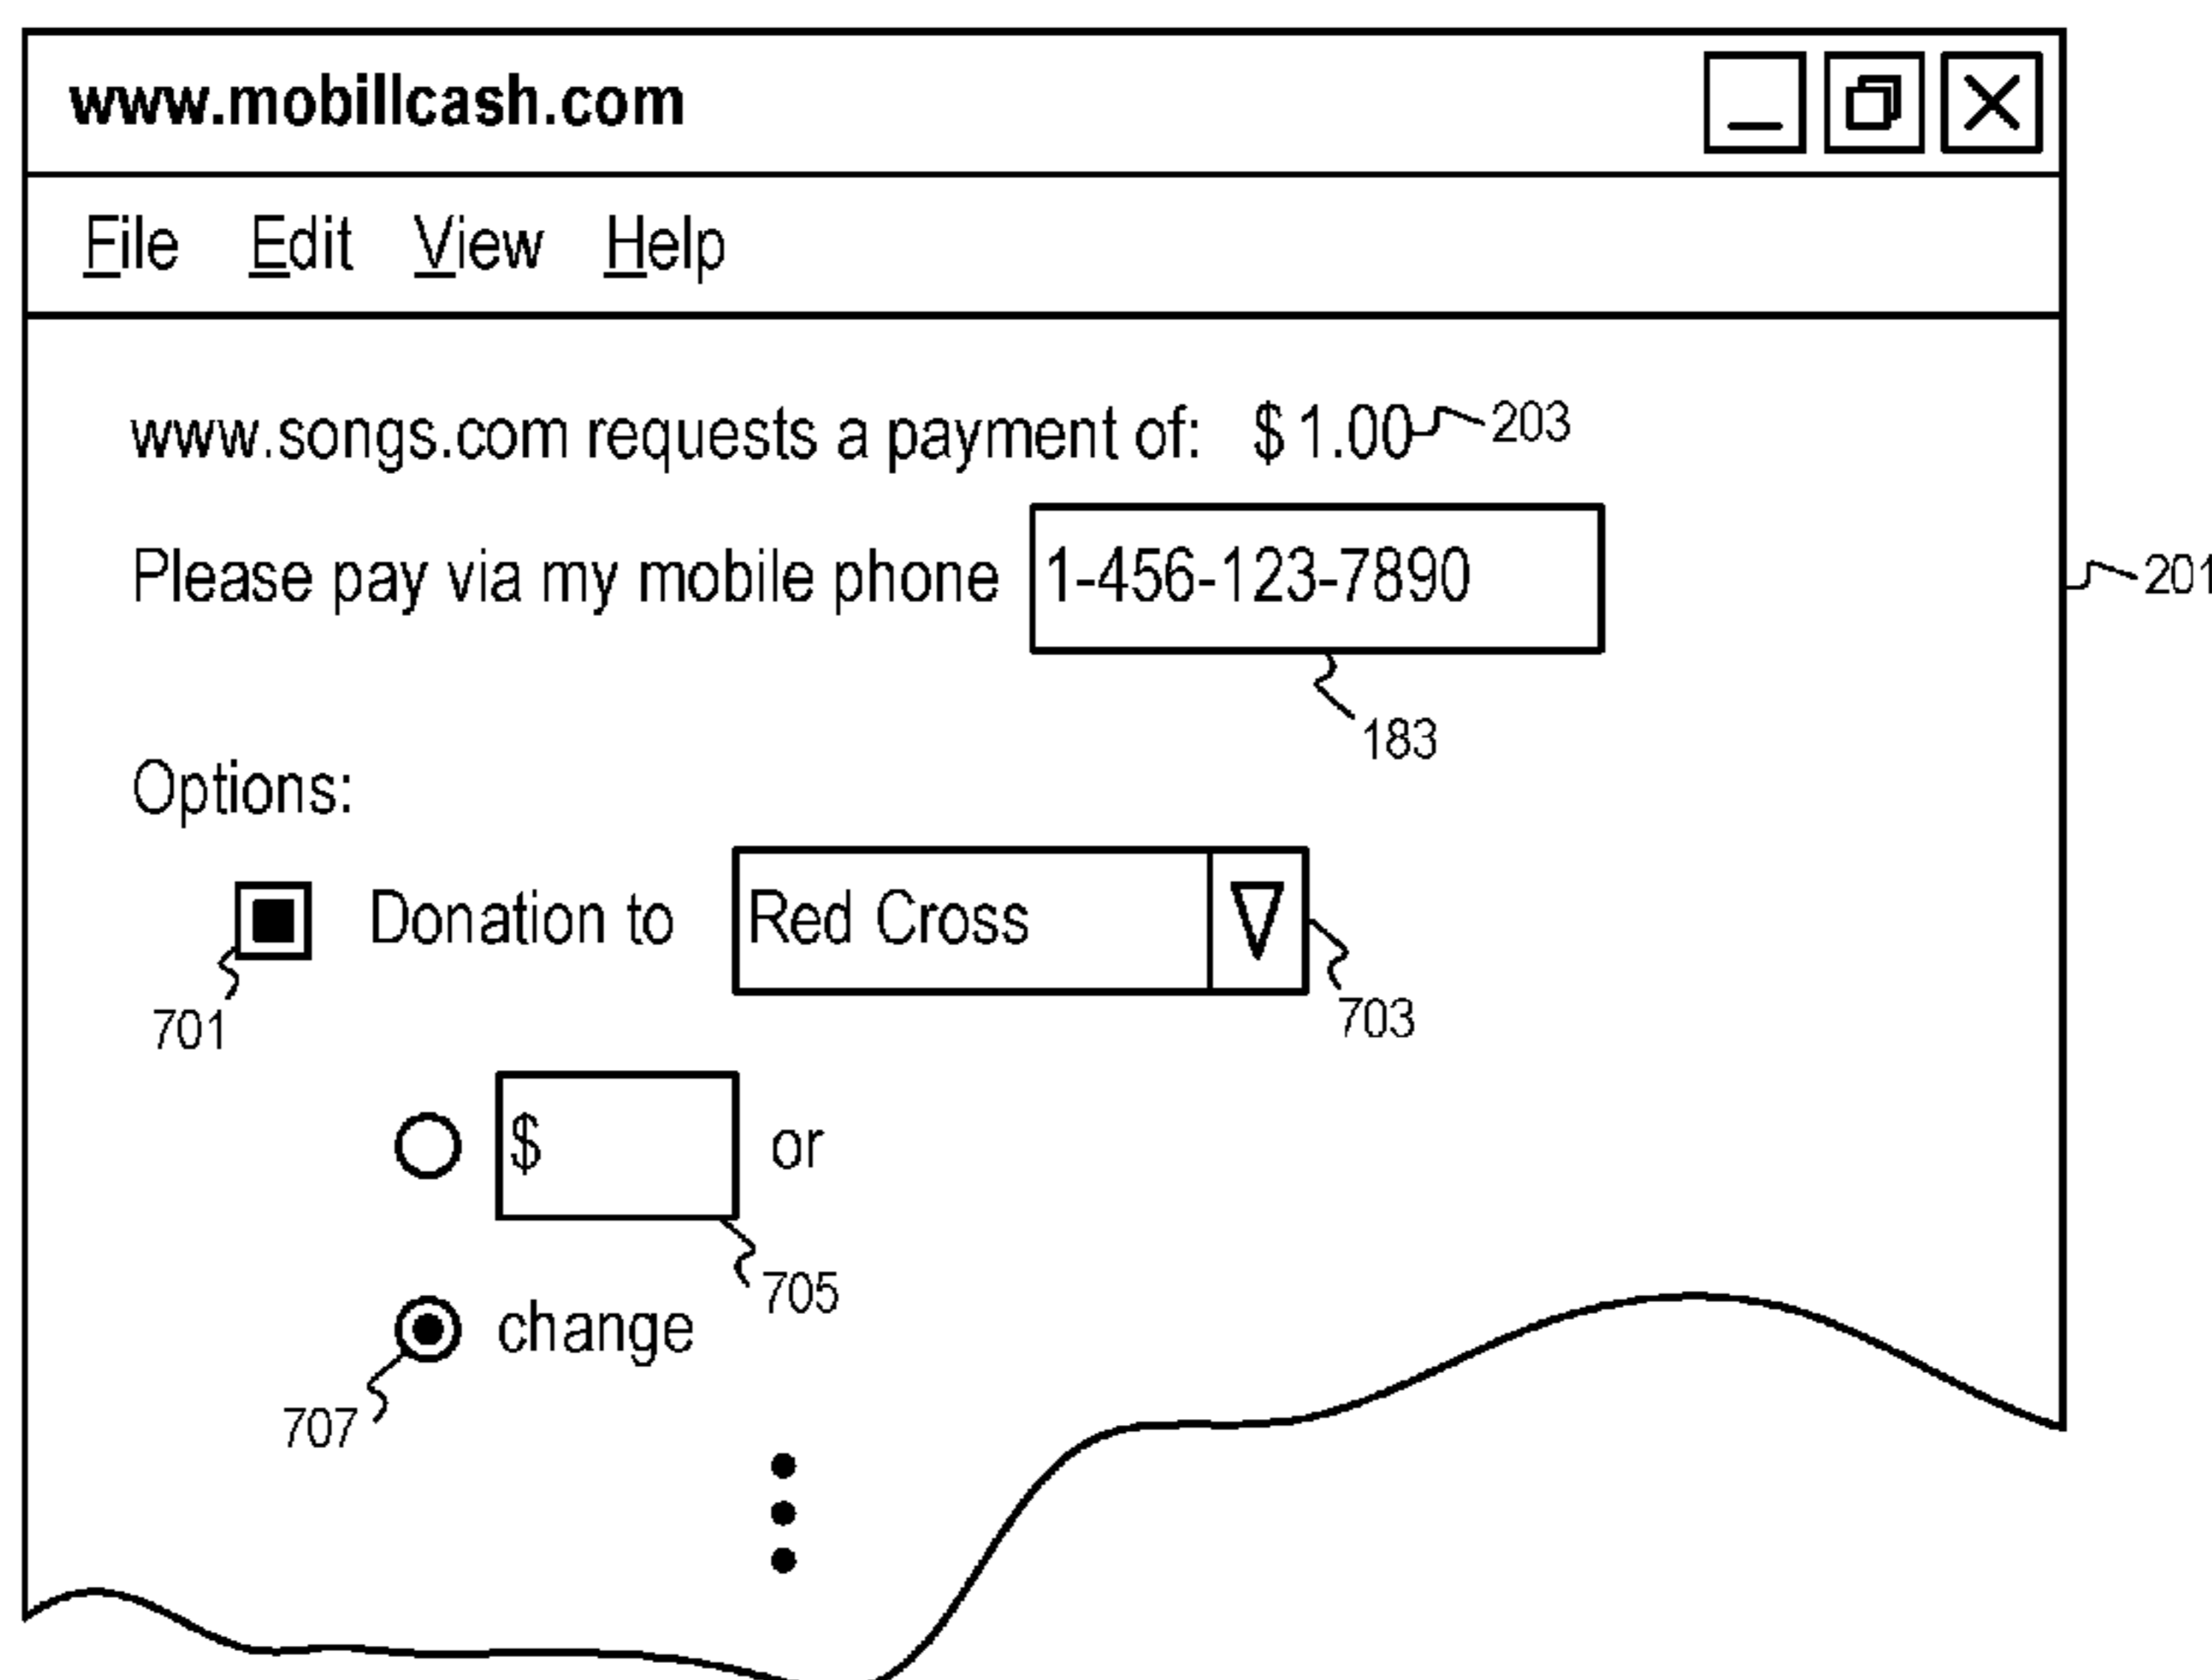 www.mobillcash.com
File Edit View Help
www.songs.com requests a payment of: $1.00 203
Please pay via my mobile phone 1-456-123-7890 201
183
Options:
Donation to Red Cross
701 703
$ or
705
change
707